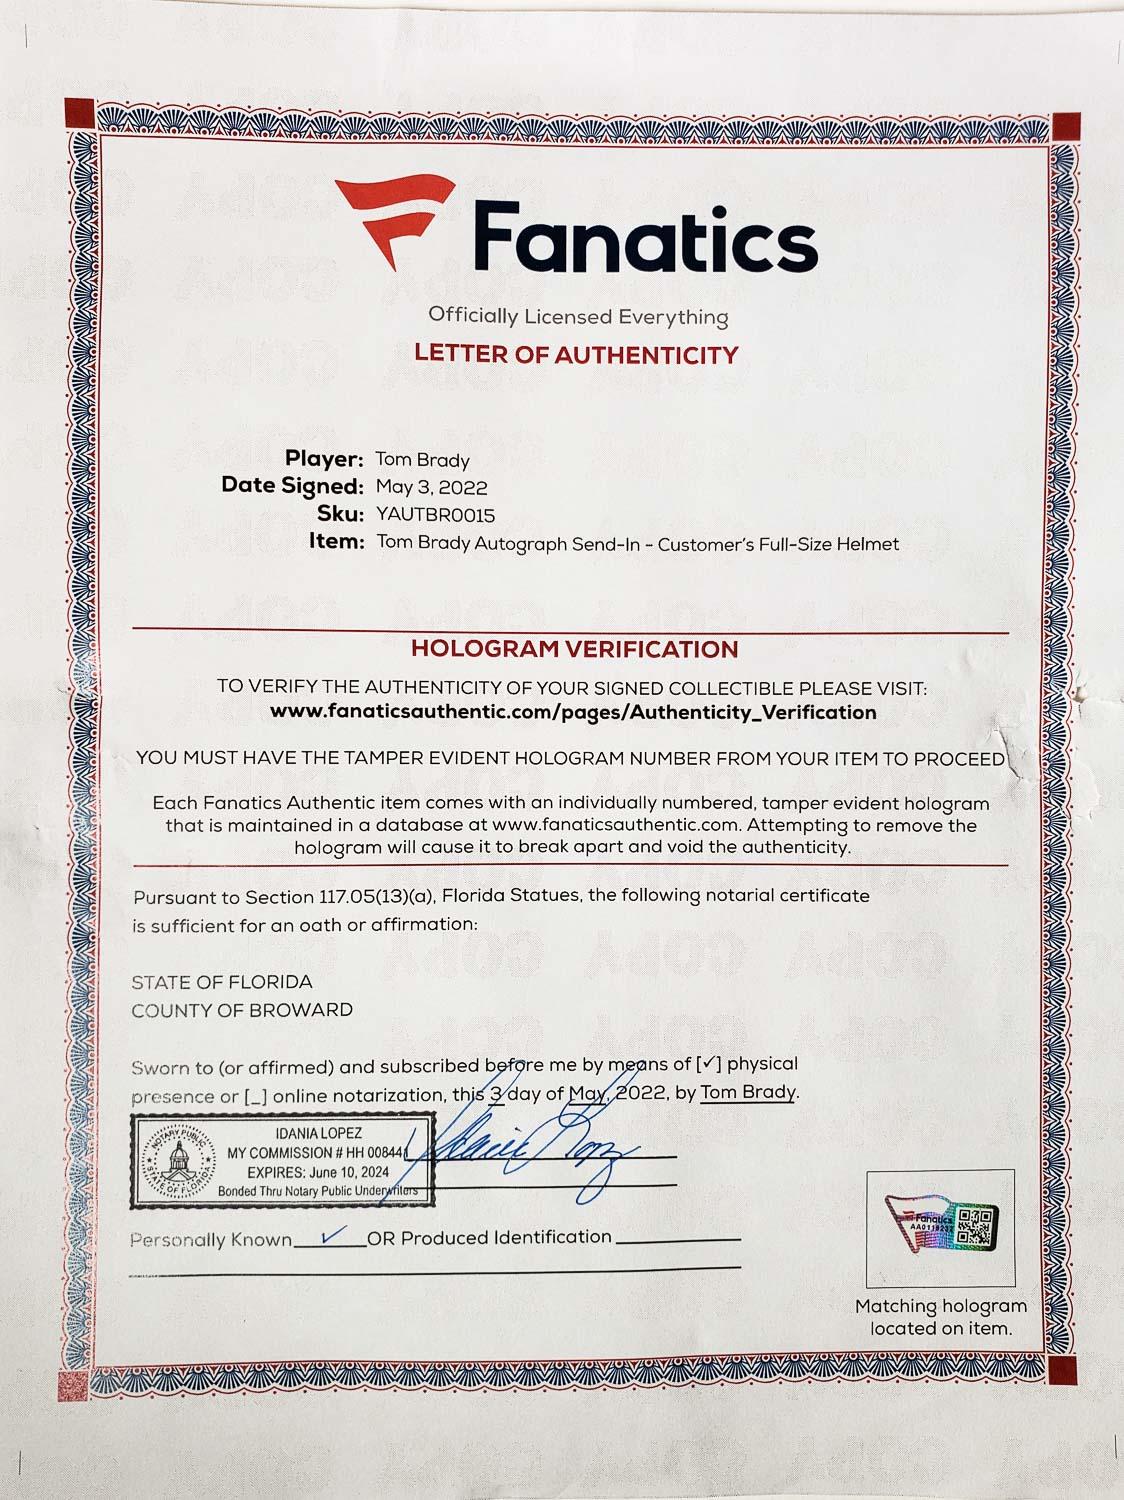 Fanatics
Officially Licensed Everything
LETTER OF AUTHENTICITY
Player: Tom Brady
Date Signed: May 3, 2022
Sku: YAUTBR0015
Item: Tom Brady Autograph Send-In - Customer's Full-Size Helmet
HOLOGRAM VERIFICATION
TO VERIFY THE AUTHENTICITY OF YOUR SIGNED COLLECTIBLE PLEASE VISIT:
www.fanaticsauthentic.com/pages/Authenticity_Verification
YOU MUST HAVE THE TAMPER EVIDENT HOLOGRAM NUMBER FROM YOUR ITEM TO PROCEED
Each Fanatics Authentic item comes with an individually numbered, tamper evident hologram
that is maintained in a database at www.fanaticsauthentic.com. Attempting to remove the
hologram will cause it to break apart and void the authenticity.
Pursuant to Section 117.05(13)(a), Florida Statues, the following notarial certificate
is sufficient for an oath or affirmation:
STATE OF FLORIDA
COUNTY OF BROWARD
Sworn to (or affirmed) and subscribed before me by means of [✓] physical
presence or [_] online notarization, this 3 day of May, 2022, by Tom Brady.
NOTARY PUBLIC
STATE OF FLORIDA
IDANIA LOPEZ
MY COMMISSION # HH 00844
EXPIRES: June 10, 2024
Bonded Thru Notary Public Underwriters
Personally Known ✓ OR Produced Identification
Fanatics
Matching hologram
located on item.